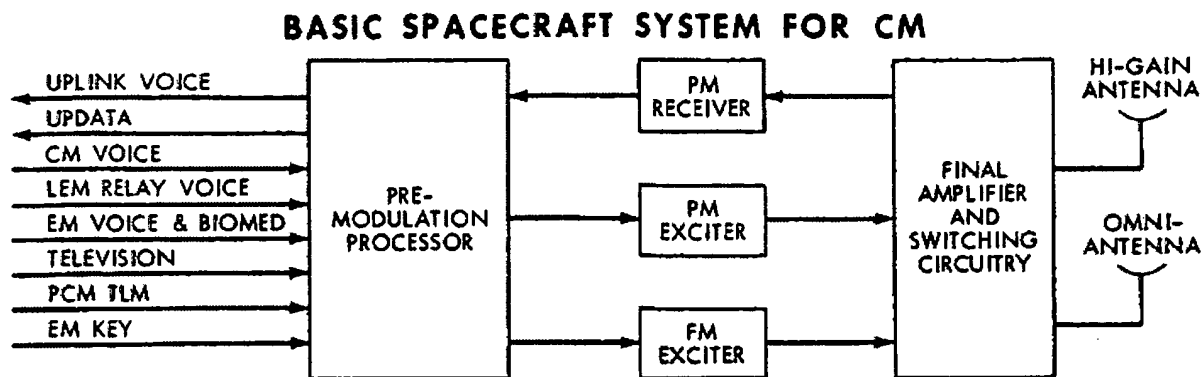 BASIC SPACECRAFT SYSTEM FOR CM
UPLINK VOICE
UPDATA
CM VOICE
LEM RELAY VOICE
EM VOICE & BIOMED
TELEVISION
PCM TLM
EM KEY
PRE-
MODULATION
PROCESSOR
PM
RECEIVER
PM
EXCITER
FM
EXCITER
FINAL
AMPLIFIER
AND
SWITCHING
CIRCUITRY
HI-GAIN
ANTENNA
OMNI-
ANTENNA